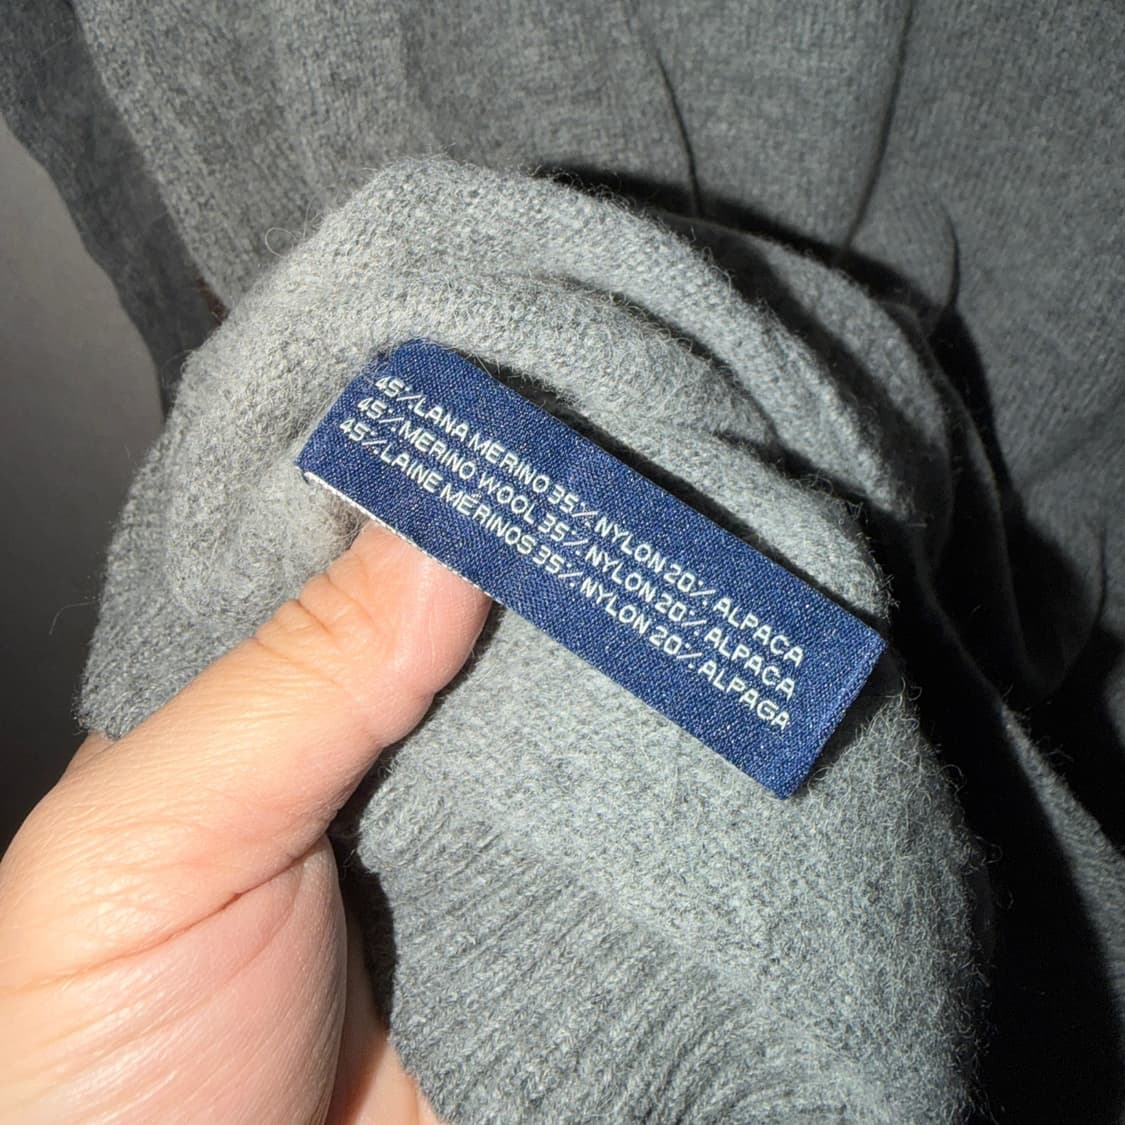 45% LANA MERINO 35% NYLON 20% ALPACA
45% MERINO WOOL 35% NYLON 20% ALPACA
45% LAINE MÉRINOS 35% NYLON 20% ALPAGA